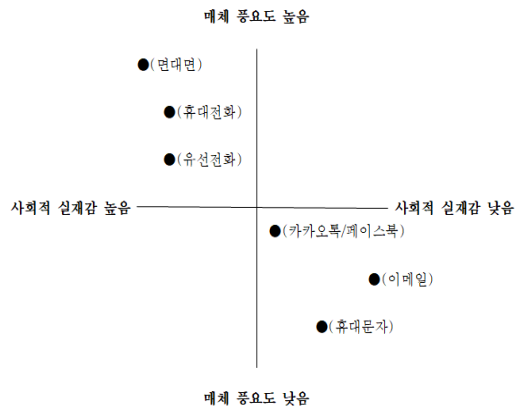 매체 풍요도 높음
●(면대면)
●(휴대전화)
●(유선전화)
사회적 실재감 높음
사회적 실재감 낮음
●(카카오톡/페이스북)
●(이메일)
●(휴대문자)
매체 풍요도 낮음